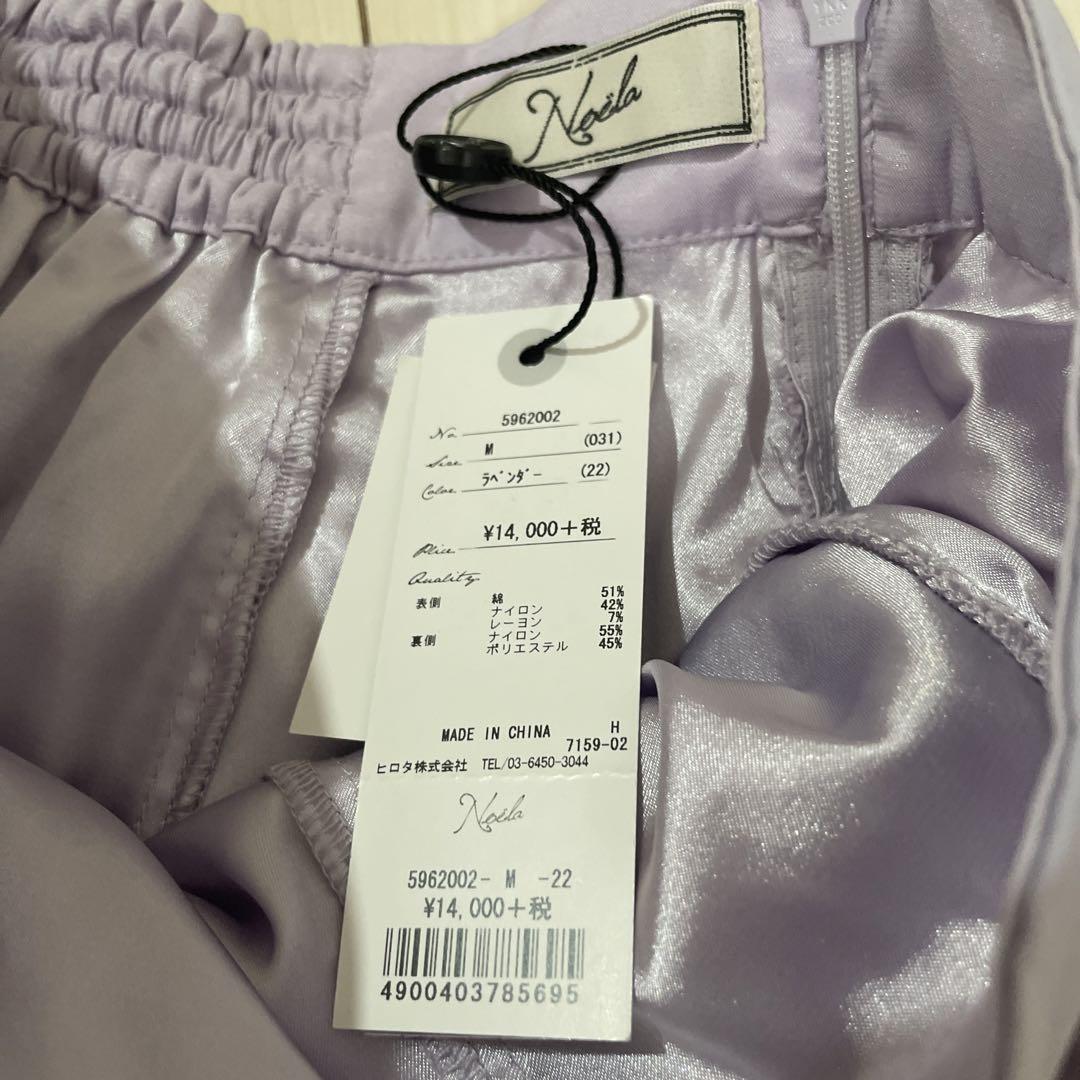 YKK
Noëla
No. 5962002
Size M (031)
Color ラベンダー (22)
¥14,000+税
Plice
Quality
表側 綿 51%
ナイロン 42%
レーヨン 7%
裏側 ナイロン 55%
ポリエステル 45%
MADE IN CHINA H
7159-02
ヒロタ株式会社 TEL/03-6450-3044
Noëla
5962002- M -22
¥14,000+税
4900403785695